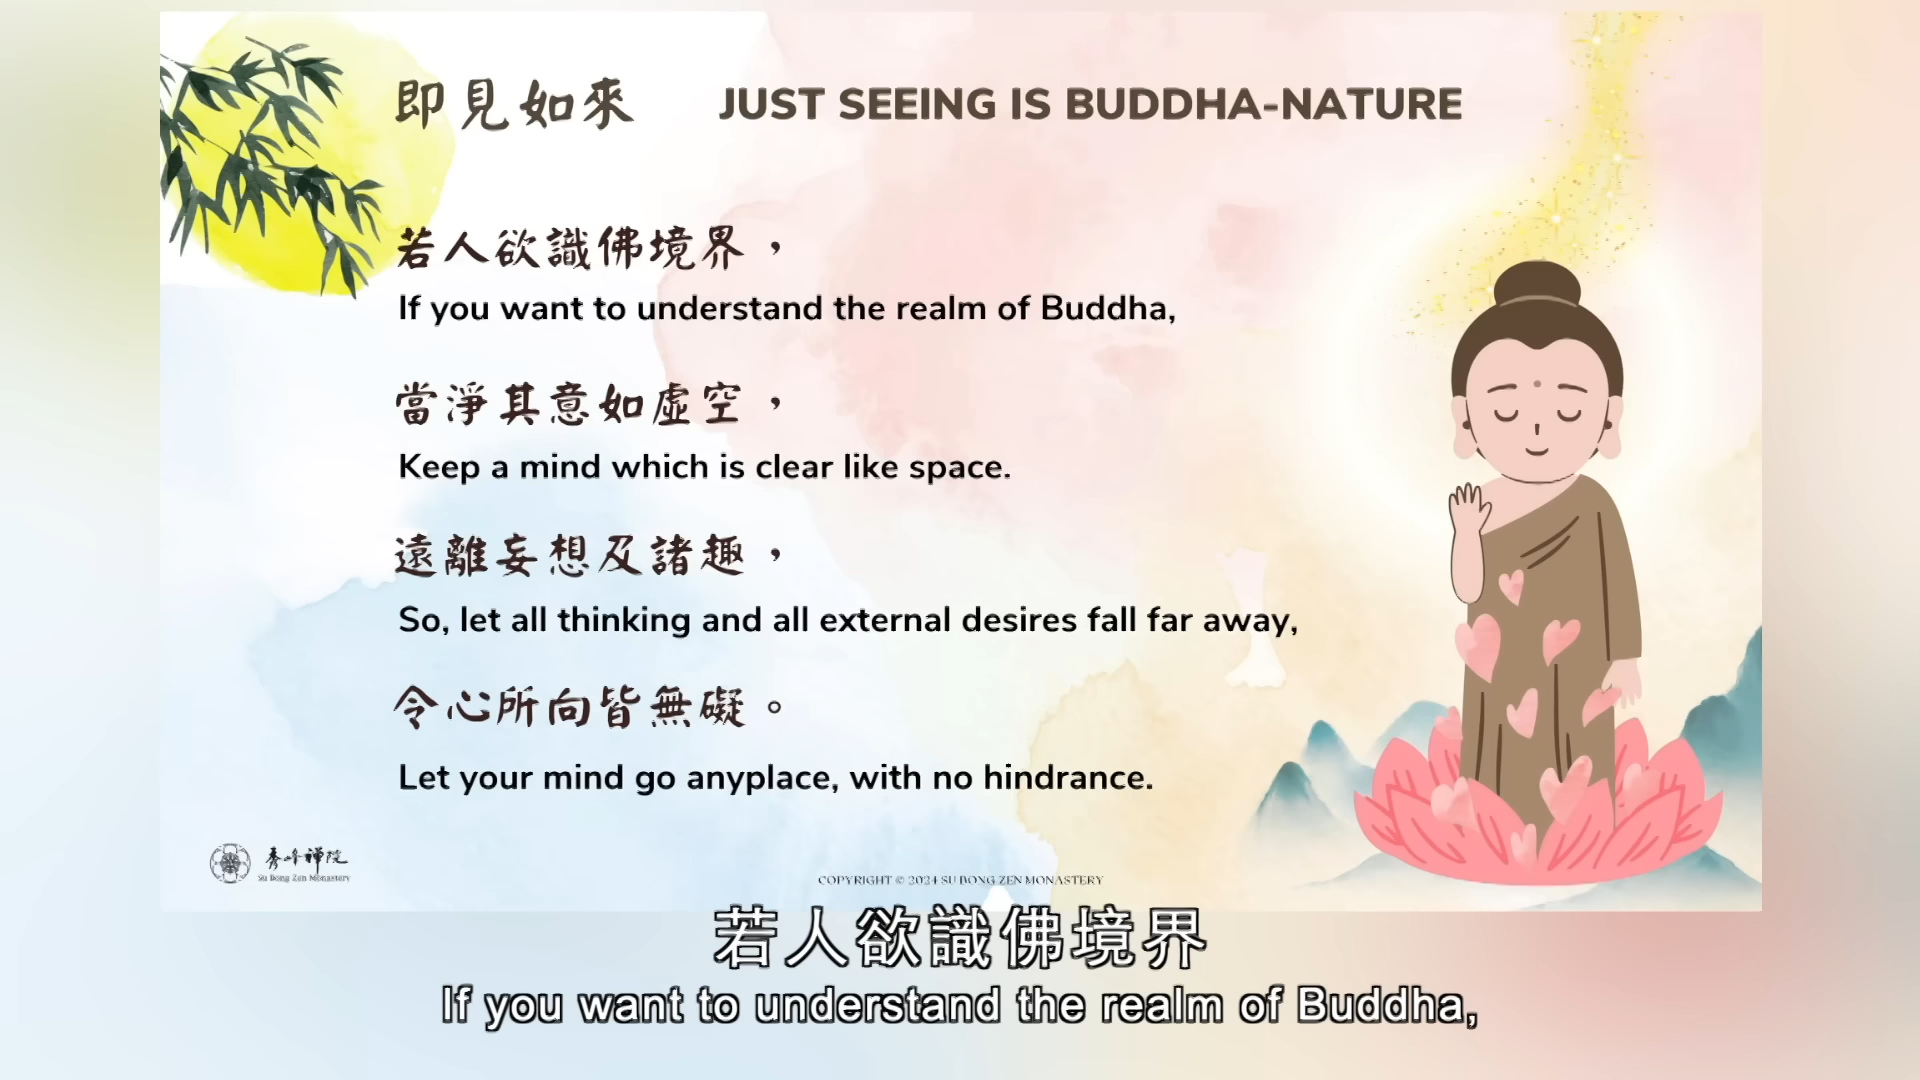 即見如來 JUST SEEING IS BUDDHA-NATURE
若人欲識佛境界，
If you want to understand the realm of Buddha,
當淨其意如虛空，
Keep a mind which is clear like space.
遠離妄想及諸趣，
So, let all thinking and all external desires fall far away,
令心所向皆無礙。
Let your mind go anyplace, with no hindrance.
秀峰禪院
Su Bong Zen Monastery
COPYRIGHT © 2024 SU BONG ZEN MONASTERY
若人欲識佛境界
If you want to understand the realm of Buddha,